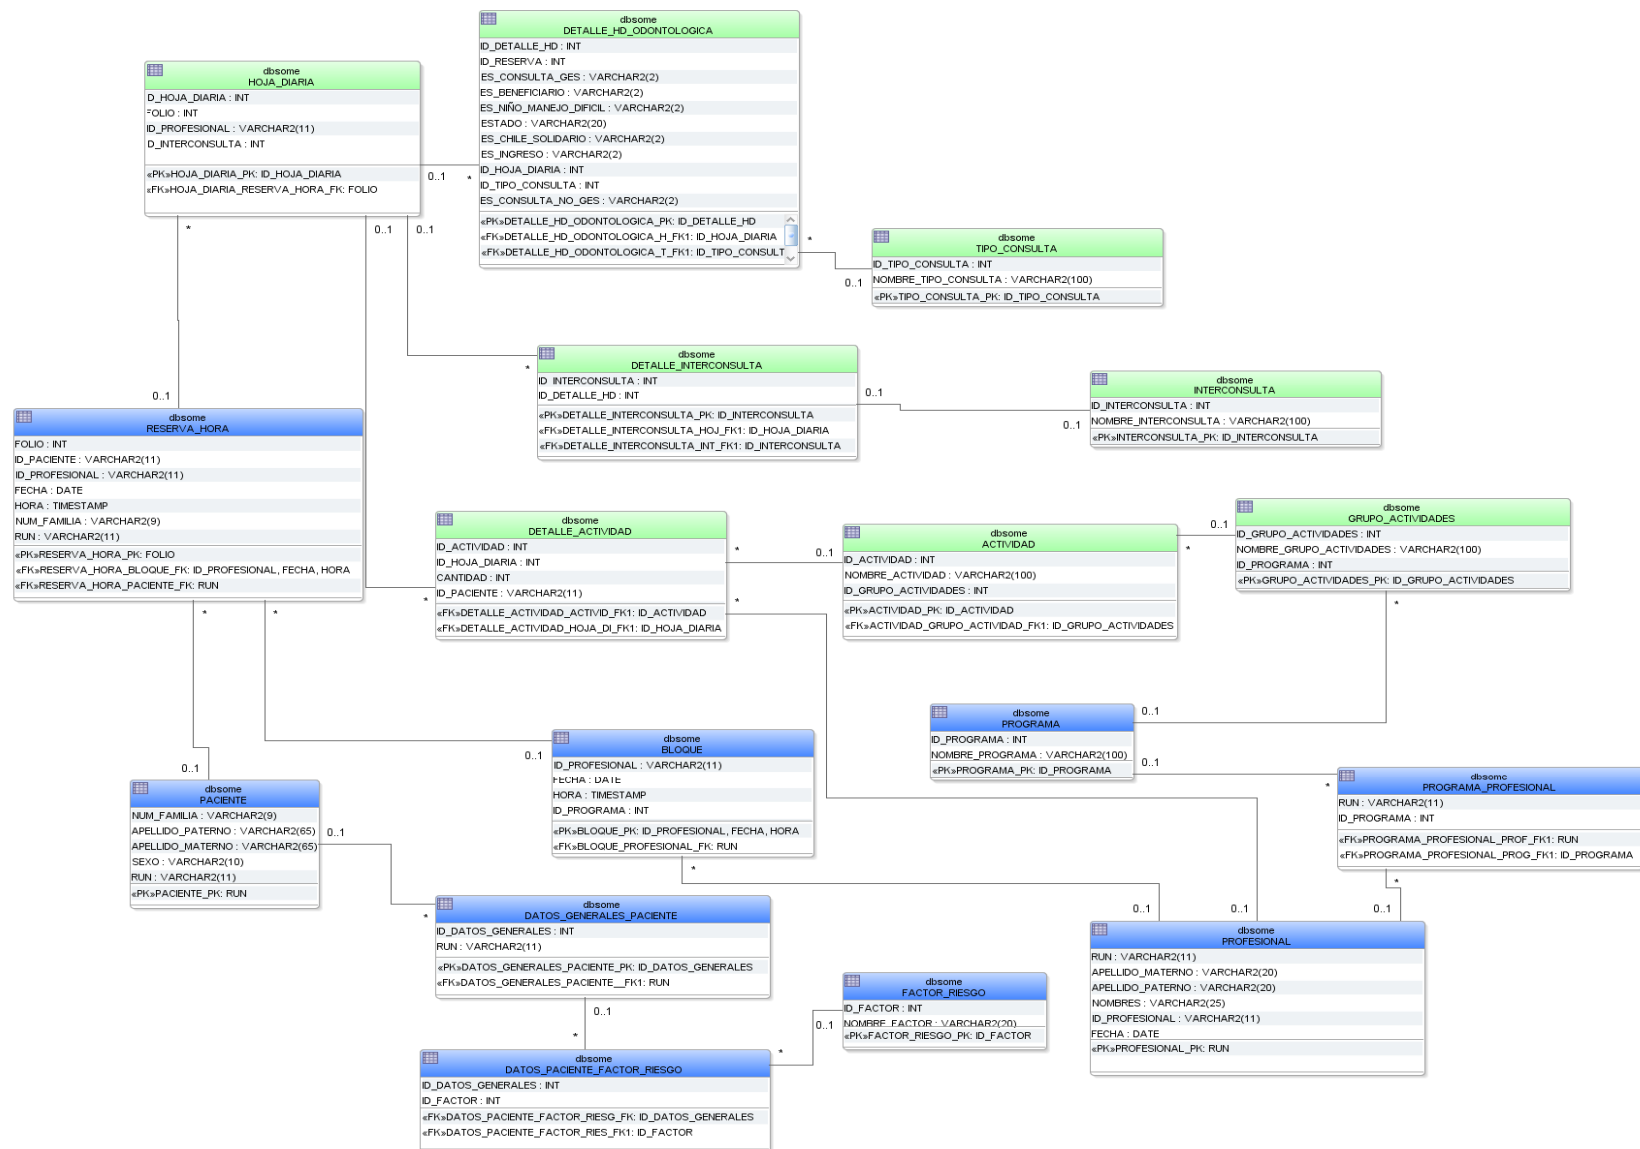 dbsome
DETALLE_HD_ODONTOLOGICA
ID_DETALLE_HD : INT
ID_RESERVA : INT
ES_CONSULTA_GES : VARCHAR2(2)
ES_BENEFICIARIO : VARCHAR2(2)
ES_NIÑO_MANEJO_DIFICIL : VARCHAR2(2)
ESTADO : VARCHAR2(20)
ES_CHILE_SOLIDARIO : VARCHAR2(2)
ES_INGRESO : VARCHAR2(2)
ID_HOJA_DIARIA : INT
ID_TIPO_CONSULTA : INT
ES_CONSULTA_NO_GES : VARCHAR2(2)
«PK»DETALLE_HD_ODONTOLOGICA_PK: ID_DETALLE_HD
«FK»DETALLE_HD_ODONTOLOGICA_H_FK1: ID_HOJA_DIARIA
«FK»DETALLE_HD_ODONTOLOGICA_T_FK1: ID_TIPO_CONSULT
dbsome
HOJA_DIARIA
D_HOJA_DIARIA : INT
FOLIO : INT
ID_PROFESIONAL : VARCHAR2(11)
D_INTERCONSULTA : INT
«PK»HOJA_DIARIA_PK: ID_HOJA_DIARIA
«FK»HOJA_DIARIA_RESERVA_HORA_FK: FOLIO
0..1
*
*
0..1
0..1
*
0..1
dbsome
TIPO_CONSULTA
ID_TIPO_CONSULTA : INT
NOMBRE_TIPO_CONSULTA : VARCHAR2(100)
«PK»TIPO_CONSULTA_PK: ID_TIPO_CONSULTA
*
dbsome
DETALLE_INTERCONSULTA
ID_INTERCONSULTA : INT
ID_DETALLE_HD : INT
«PK»DETALLE_INTERCONSULTA_PK: ID_INTERCONSULTA
«FK»DETALLE_INTERCONSULTA_HOJ_FK1: ID_HOJA_DIARIA
«FK»DETALLE_INTERCONSULTA_INT_FK1: ID_INTERCONSULTA
0..1
0..1
dbsome
INTERCONSULTA
ID_INTERCONSULTA : INT
NOMBRE_INTERCONSULTA : VARCHAR2(100)
«PK»INTERCONSULTA_PK: ID_INTERCONSULTA
0..1
dbsome
RESERVA_HORA
FOLIO : INT
ID_PACIENTE : VARCHAR2(11)
ID_PROFESIONAL : VARCHAR2(11)
FECHA : DATE
HORA : TIMESTAMP
NUM_FAMILIA : VARCHAR2(9)
RUN : VARCHAR2(11)
«PK»RESERVA_HORA_PK: FOLIO
«FK»RESERVA_HORA_BLOQUE_FK: ID_PROFESIONAL, FECHA, HORA
«FK»RESERVA_HORA_PACIENTE_FK: RUN
*
*
*
dbsome
DETALLE_ACTIVIDAD
ID_ACTIVIDAD : INT
ID_HOJA_DIARIA : INT
CANTIDAD : INT
ID_PACIENTE : VARCHAR2(11)
«FK»DETALLE_ACTIVIDAD_ACTIVID_FK1: ID_ACTIVIDAD
«FK»DETALLE_ACTIVIDAD_HOJA_DI_FK1: ID_HOJA_DIARIA
*
*
0..1
dbsome
ACTIVIDAD
ID_ACTIVIDAD : INT
NOMBRE_ACTIVIDAD : VARCHAR2(100)
ID_GRUPO_ACTIVIDADES : INT
«PK»ACTIVIDAD_PK: ID_ACTIVIDAD
«FK»ACTIVIDAD_GRUPO_ACTIVIDAD_FK1: ID_GRUPO_ACTIVIDADES
0..1
*
dbsome
GRUPO_ACTIVIDADES
ID_GRUPO_ACTIVIDADES : INT
NOMBRE_GRUPO_ACTIVIDADES : VARCHAR2(100)
ID_PROGRAMA : INT
«PK»GRUPO_ACTIVIDADES_PK: ID_GRUPO_ACTIVIDADES
*
dbsome
PROGRAMA
ID_PROGRAMA : INT
NOMBRE_PROGRAMA : VARCHAR2(100)
«PK»PROGRAMA_PK: ID_PROGRAMA
0..1
0..1
*
dbsome
PROGRAMA_PROFESIONAL
RUN : VARCHAR2(11)
ID_PROGRAMA : INT
«FK»PROGRAMA_PROFESIONAL_PROF_FK1: RUN
«FK»PROGRAMA_PROFESIONAL_PROG_FK1: ID_PROGRAMA
*
0..1
dbsome
BLOQUE
ID_PROFESIONAL : VARCHAR2(11)
FECHA : DATE
HORA : TIMESTAMP
ID_PROGRAMA : INT
«PK»BLOQUE_PK: ID_PROFESIONAL, FECHA, HORA
«FK»BLOQUE_PROFESIONAL_FK: RUN
*
0..1
dbsome
PACIENTE
NUM_FAMILIA : VARCHAR2(9)
APELLIDO_PATERNO : VARCHAR2(65)
APELLIDO_MATERNO : VARCHAR2(65)
SEXO : VARCHAR2(10)
RUN : VARCHAR2(11)
«PK»PACIENTE_PK: RUN
0..1
*
dbsome
DATOS_GENERALES_PACIENTE
ID_DATOS_GENERALES : INT
RUN : VARCHAR2(11)
«PK»DATOS_GENERALES_PACIENTE_PK: ID_DATOS_GENERALES
«FK»DATOS_GENERALES_PACIENTE__FK1: RUN
0..1
*
0..1
0..1
0..1
dbsome
PROFESIONAL
RUN : VARCHAR2(11)
APELLIDO_MATERNO : VARCHAR2(20)
APELLIDO_PATERNO : VARCHAR2(20)
NOMBRES : VARCHAR2(25)
ID_PROFESIONAL : VARCHAR2(11)
FECHA : DATE
«PK»PROFESIONAL_PK: RUN
dbsome
FACTOR_RIESGO
ID_FACTOR : INT
NOMBRE_FACTOR : VARCHAR2(20)
«PK»FACTOR_RIESGO_PK: ID_FACTOR
0..1
*
dbsome
DATOS_PACIENTE_FACTOR_RIESGO
ID_DATOS_GENERALES : INT
ID_FACTOR : INT
«FK»DATOS_PACIENTE_FACTOR_RIESG_FK: ID_DATOS_GENERALES
«FK»DATOS_PACIENTE_FACTOR_RIES_FK1: ID_FACTOR